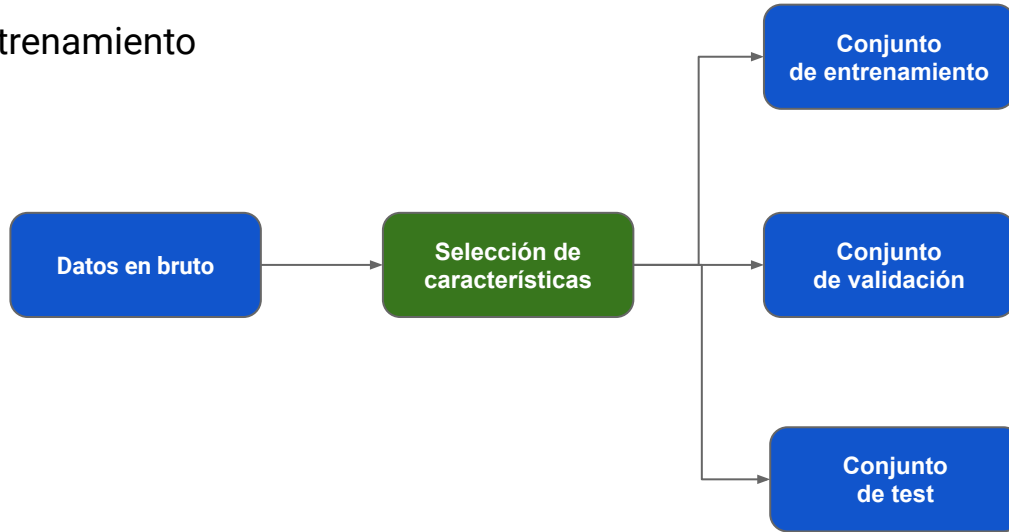 trenamiento
Conjunto
de entrenamiento
Datos en bruto
Selección de
características
Conjunto
de validación
Conjunto
de test